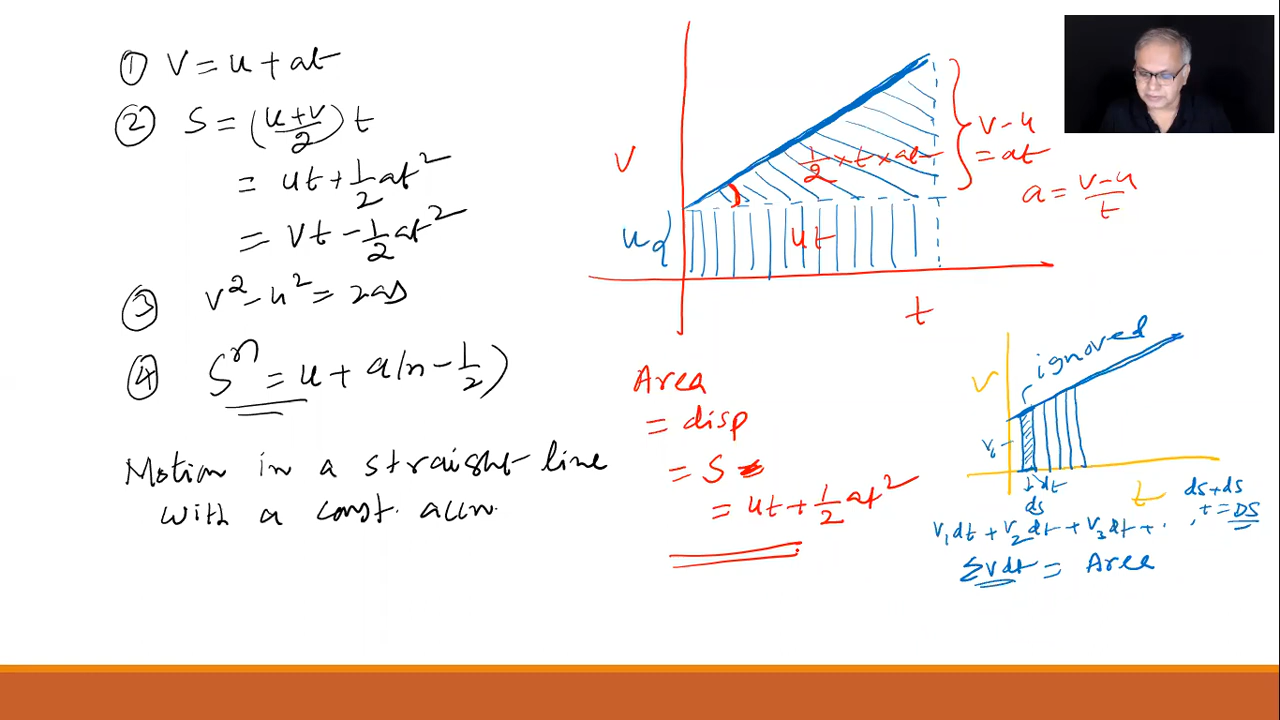 ① V = u + at
② S = (u+v/2) t
= ut + 1/2 at²
= Vt − 1/2 at²
③ v² − u² = 2as
④ Sⁿ = u + a(n − 1/2)
Motion in a straight line
with a const. accn.
V
u
1/2 × t × at
ut
v−u
= at
a = v−u/t
t
Area
= disp
= S
= ut + 1/2 at²
ignored
V
v₁
dt
ds
t
ds+ds
+ = DS
V₁dt + V₂dt + V₃dt + . . .
Σvdt = Area